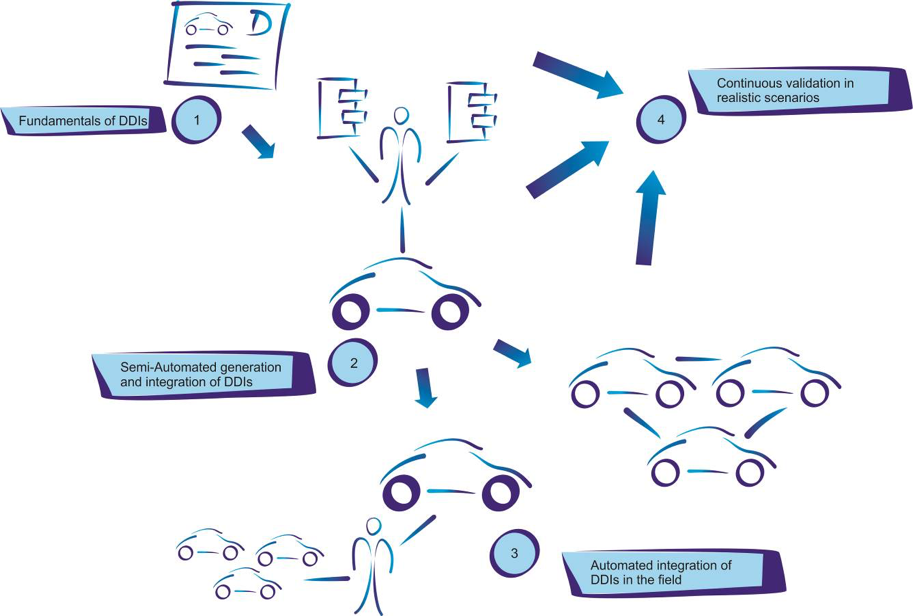 D
Fundamentals of DDIs
1
Continuous validation in
realistic scenarios
4
Semi-Automated generation
and integration of DDIs
2
3
Automated integration of
DDIs in the field